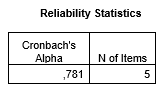 Reliability Statistics
Cronbach's
Alpha N of Items
,781 5